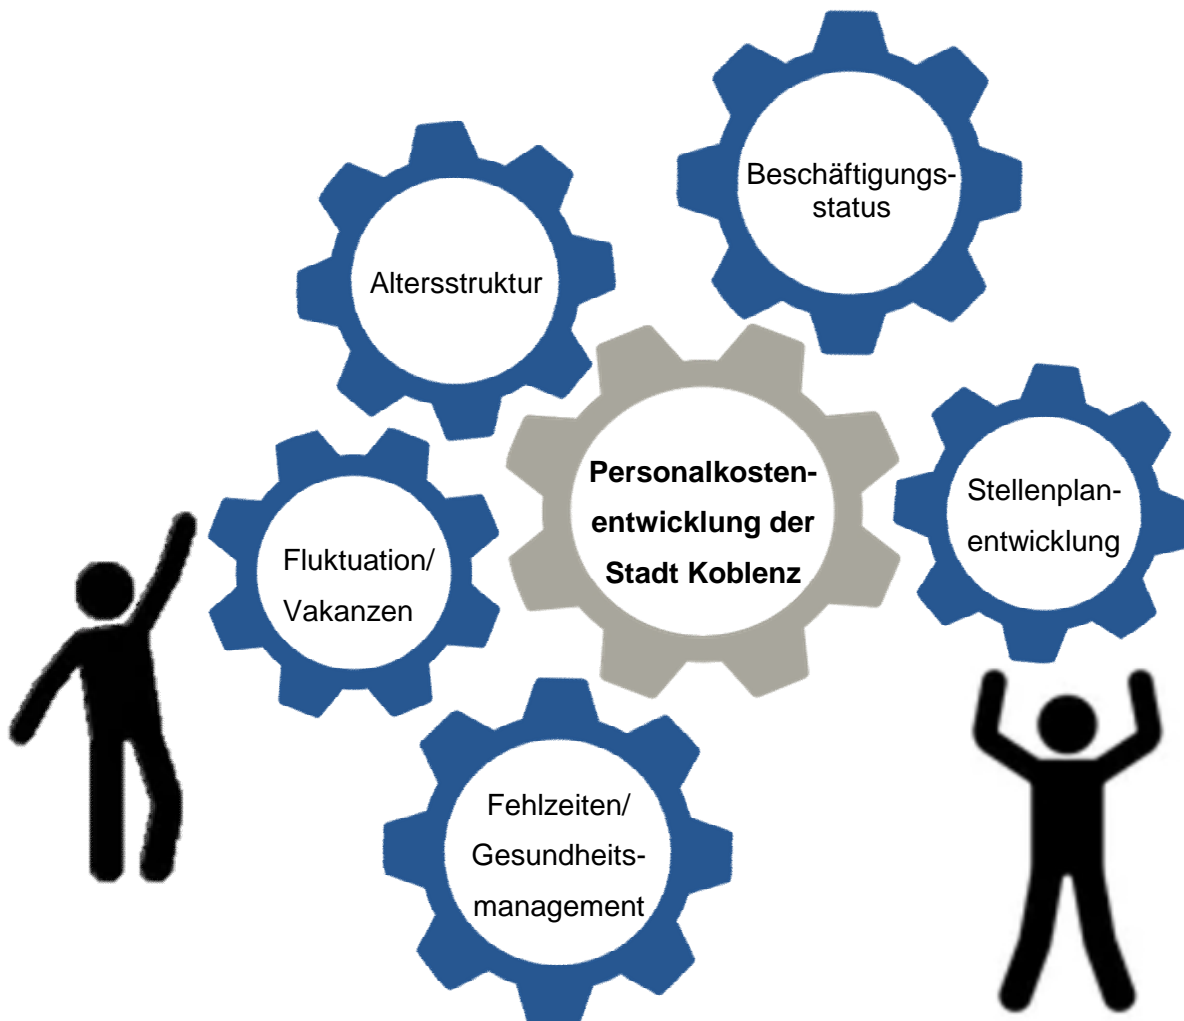 Beschäftigungs-
status
Altersstruktur
Personalkosten-
entwicklung der
Stadt Koblenz
Stellenplan-
entwicklung
Fluktuation/
Vakanzen
Fehlzeiten/
Gesundheits-
management